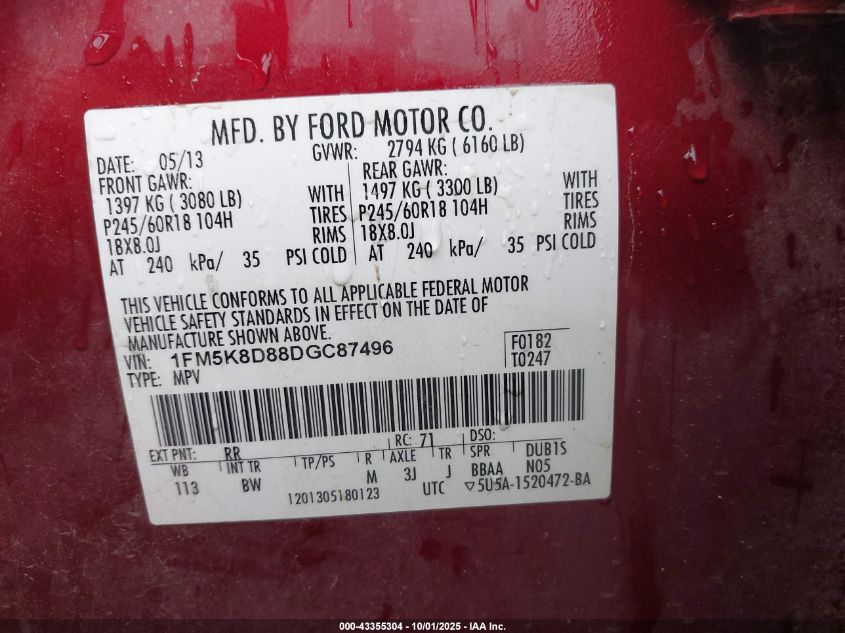 MFD. BY FORD MOTOR CO.
DATE: 05/13 GVWR: 2794 KG ( 6160 LB)
FRONT GAWR: REAR GAWR:
1397 KG ( 3080 LB) WITH 1497 KG ( 3300 LB) WITH
P245/60R18 104H TIRES P245/60R18 104H TIRES
18X8.0J RIMS 18X8.0J RIMS
AT 240 kPa/ 35 PSI COLD AT 240 kPa/ 35 PSI COLD
THIS VEHICLE CONFORMS TO ALL APPLICABLE FEDERAL MOTOR
VEHICLE SAFETY STANDARDS IN EFFECT ON THE DATE OF
MANUFACTURE SHOWN ABOVE.
VIN: 1FM5K8D88DGC87496 F0182
TYPE: MPV T0247
EXT PNT: RR RC: 71 DSO:
WB INT TR TP/PS R AXLE TR SPR DUB1S
113 BW M 3J J BBAA N05
1201305180123 UTC ▽5U5A-1520472-BA
000-43355304 - 10/01/2025 - IAA Inc.